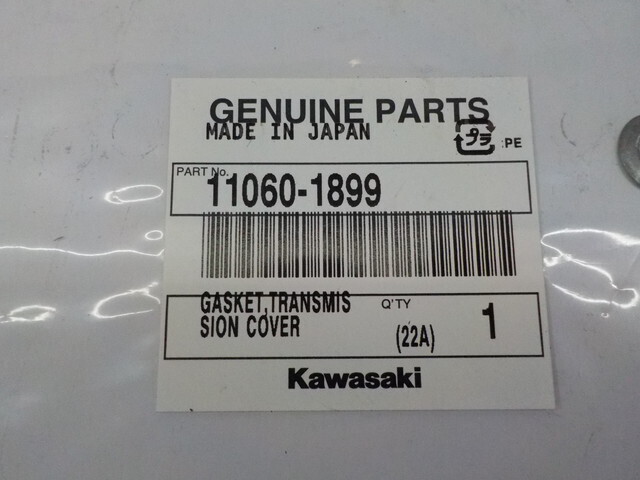 GENUINE PARTS
MADE IN JAPAN
プラ :PE
PART No.
11060-1899
GASKET,TRANSMIS
SION COVER
Q'TY
(22A)
1
Kawasaki